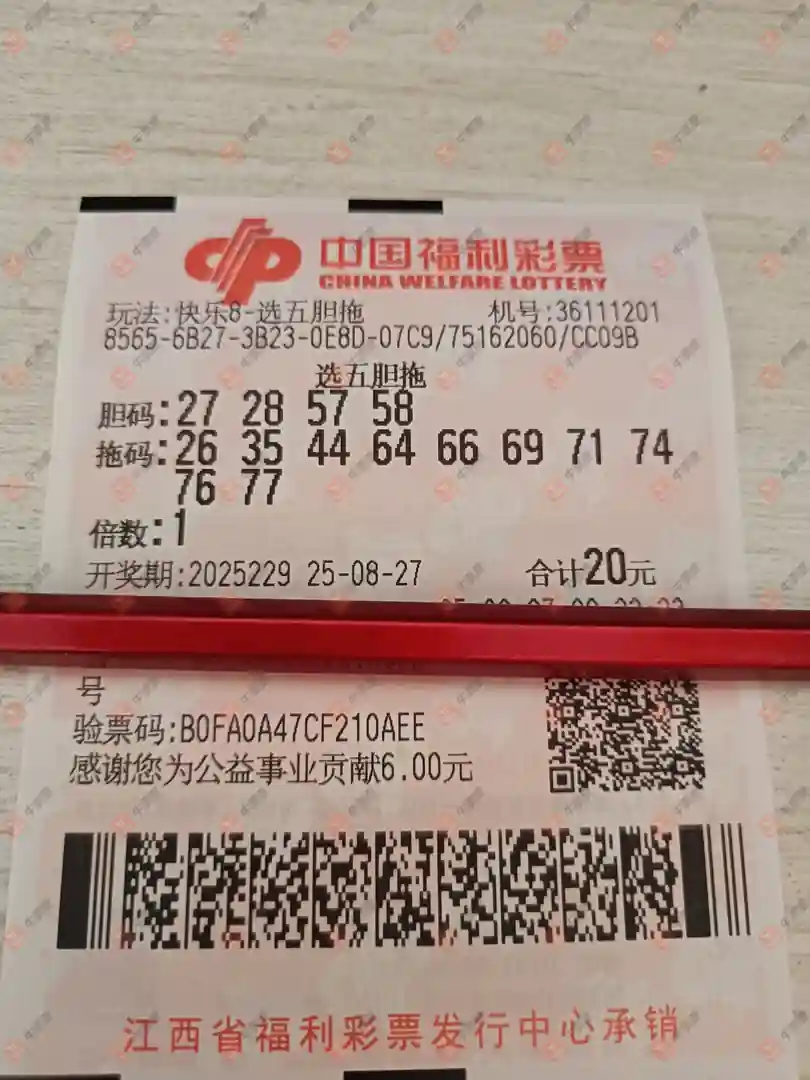 中国福利彩票
CHINA WELFARE LOTTERY
玩法:快乐8-选五胆拖 机号:36111201
8565-6B27-3B23-0E8D-07C9/75162060/CC09B
选五胆拖
胆码:27 28 57 58
拖码:26 35 44 64 66 69 71 74
76 77
倍数:1
开奖期:2025229 25-08-27 合计20元
号
验票码:B0FA0A47CF210AEE
感谢您为公益事业贡献6.00元
江西省福利彩票发行中心承销